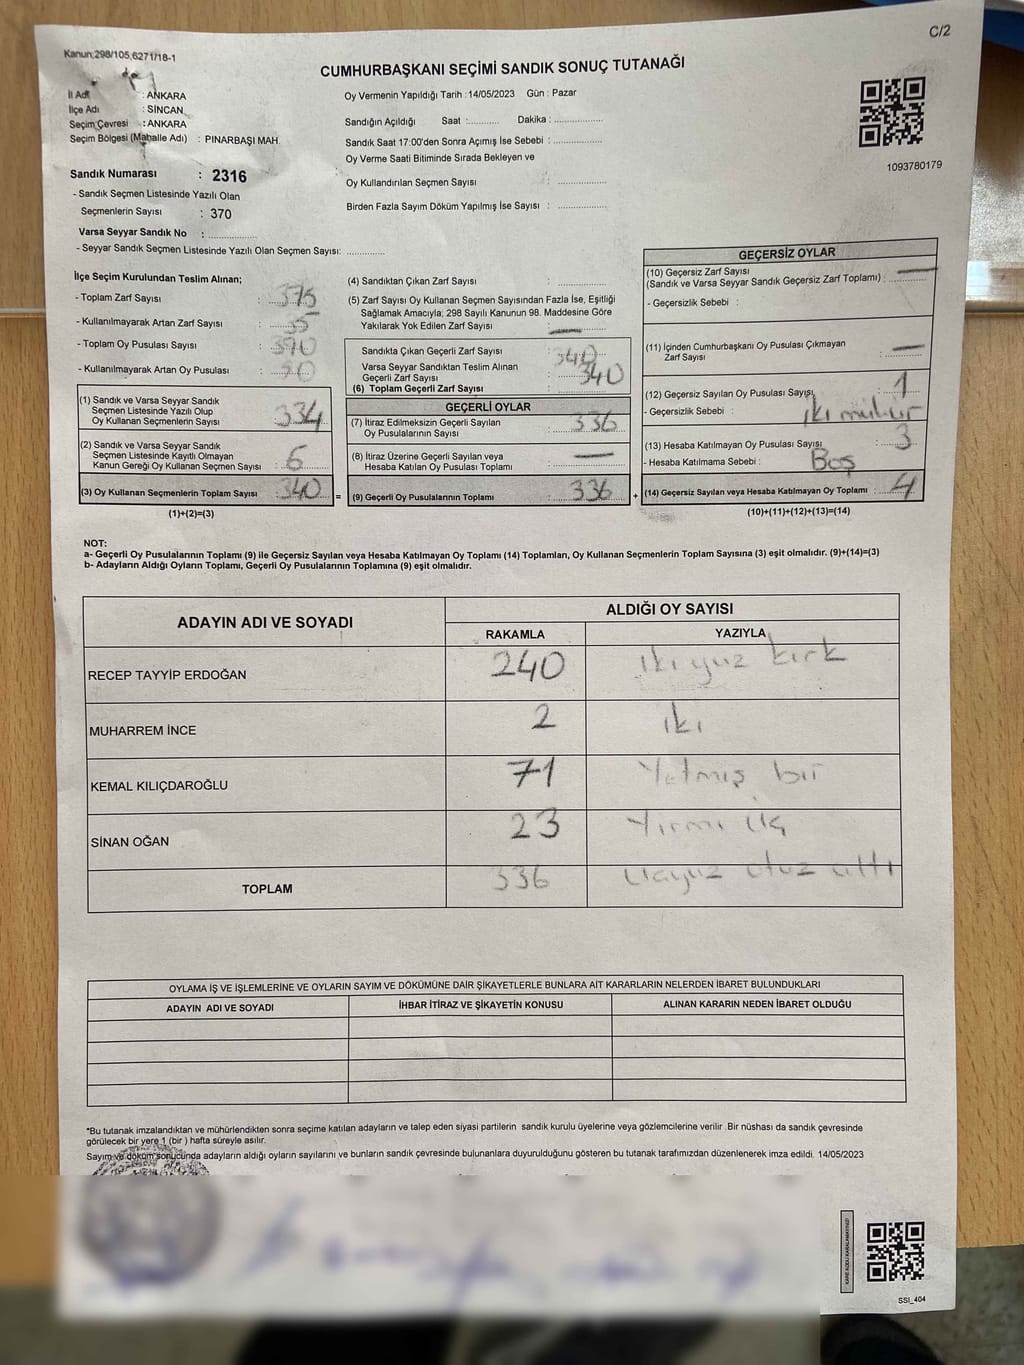 C/2
Kanun;298/105,6271/18-1
CUMHURBAŞKANI SEÇİMİ SANDIK SONUÇ TUTANAĞI
İl Adı : ANKARA
İlçe Adı : SİNCAN
Seçim Çevresi : ANKARA
Seçim Bölgesi (Mahalle Adı) : PINARBAŞI MAH.
Sandık Numarası : 2316
- Sandık Seçmen Listesinde Yazılı Olan
Seçmenlerin Sayısı : 370
Varsa Seyyar Sandık No : ..............
- Seyyar Sandık Seçmen Listesinde Yazılı Olan Seçmen Sayısı: ............
Oy Vermenin Yapıldığı Tarih : 14/05/2023 Gün : Pazar
Sandığın Açıldığı Saat :.......... Dakika : ...............
Sandık Saat 17:00'den Sonra Açımış İse Sebebi : ...............
Oy Verme Saati Bitiminde Sırada Bekleyen ve
Oy Kullandırılan Seçmen Sayısı : ...............
Birden Fazla Sayım Döküm Yapılmış İse Sayısı : ...............
1093780179
İlçe Seçim Kurulundan Teslim Alınan;
- Toplam Zarf Sayısı : 375
- Kullanılmayarak Artan Zarf Sayısı : 35
- Toplam Oy Pusulası Sayısı : 390
- Kullanılmayarak Artan Oy Pusulası :
(1) Sandık ve Varsa Seyyar Sandık
Seçmen Listesinde Yazılı Olup
Oy Kullanan Seçmenlerin Sayısı : 334
(2) Sandık ve Varsa Seyyar Sandık
Seçmen Listesinde Kayıtlı Olmayan
Kanun Gereği Oy Kullanan Seçmen Sayısı : 6
(3) Oy Kullanan Seçmenlerin Toplam Sayısı : 340 =
(1)+(2)=(3)
(4) Sandıktan Çıkan Zarf Sayısı : ...............
(5) Zarf Sayısı Oy Kullanan Seçmen Sayısından Fazla İse, Eşitliği
Sağlamak Amacıyla; 298 Sayılı Kanunun 98. Maddesine Göre
Yakılarak Yok Edilen Zarf Sayısı : —
Sandıkta Çıkan Geçerli Zarf Sayısı : 340
Varsa Seyyar Sandıktan Teslim Alınan
Geçerli Zarf Sayısı :
(6) Toplam Geçerli Zarf Sayısı : 340
GEÇERLİ OYLAR
(7) İtiraz Edilmeksizin Geçerli Sayılan
Oy Pusulalarının Sayısı : 336
(8) İtiraz Üzerine Geçerli Sayılan veya
Hesaba Katılan Oy Pusulası Toplamı : —
(9) Geçerli Oy Pusulalarının Toplamı : 336 +
GEÇERSİZ OYLAR
(10) Geçersiz Zarf Sayısı
(Sandık ve Varsa Seyyar Sandık Geçersiz Zarf Toplamı) : —
- Geçersizlik Sebebi :
(11) İçinden Cumhurbaşkanı Oy Pusulası Çıkmayan
Zarf Sayısı : —
(12) Geçersiz Sayılan Oy Pusulası Sayısı : 1
- Geçersizlik Sebebi : iki mühür
(13) Hesaba Katılmayan Oy Pusulası Sayısı : 3
- Hesaba Katılmama Sebebi : Boş
(14) Geçersiz Sayılan veya Hesaba Katılmayan Oy Toplamı : 4
(10)+(11)+(12)+(13)=(14)
NOT:
a- Geçerli Oy Pusulalarının Toplamı (9) ile Geçersiz Sayılan veya Hesaba Katılmayan Oy Toplamı (14) Toplamları, Oy Kullanan Seçmenlerin Toplam Sayısına (3) eşit olmalıdır. (9)+(14)=(3)
b- Adayların Aldığı Oyların Toplamı, Geçerli Oy Pusulalarının Toplamına (9) eşit olmalıdır.
ADAYIN ADI VE SOYADI ALDIĞI OY SAYISI
RAKAMLA YAZIYLA
RECEP TAYYİP ERDOĞAN 240 iki yüz kırk
MUHARREM İNCE 2 iki
KEMAL KILIÇDAROĞLU 71 Yetmiş bir
SİNAN OĞAN 23 Yirmi üç
TOPLAM 336 üçyüz otuz altı
OYLAMA İŞ VE İŞLEMLERİNE VE OYLARIN SAYIM VE DÖKÜMÜNE DAİR ŞİKAYETLERLE BUNLARA AİT KARARLARIN NELERDEN İBARET BULUNDUKLARI
ADAYIN ADI VE SOYADI İHBAR İTİRAZ VE ŞİKAYETİN KONUSU ALINAN KARARIN NEDEN İBARET OLDUĞU
*Bu tutanak imzalandıktan ve mühürlendikten sonra seçime katılan adayların ve talep eden siyasi partilerin sandık kurulu üyelerine veya gözlemcilerine verilir .Bir nüshası da sandık çevresinde
görülecek bir yere 1 (bir ) hafta süreyle asılır.
Sayım ve döküm sonucunda adayların aldığı oyların sayılarını ve bunların sandık çevresinde bulunanlara duyurulduğunu gösteren bu tutanak tarafımızdan düzenlenerek imza edildi. 14/05/2023
SSI_404